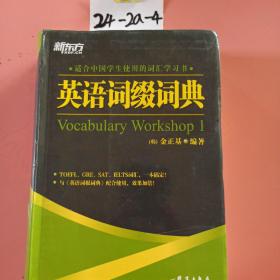 24-2a-4
新东方
适合中国学生使用的词汇学习书
英语词缀词典
Vocabulary Workshop 1
(韩) 金正基 编著
TOEFL、GRE、SAT、IELTS词汇,一本搞定!
与《英语词根词典》配合使用,效果加倍!